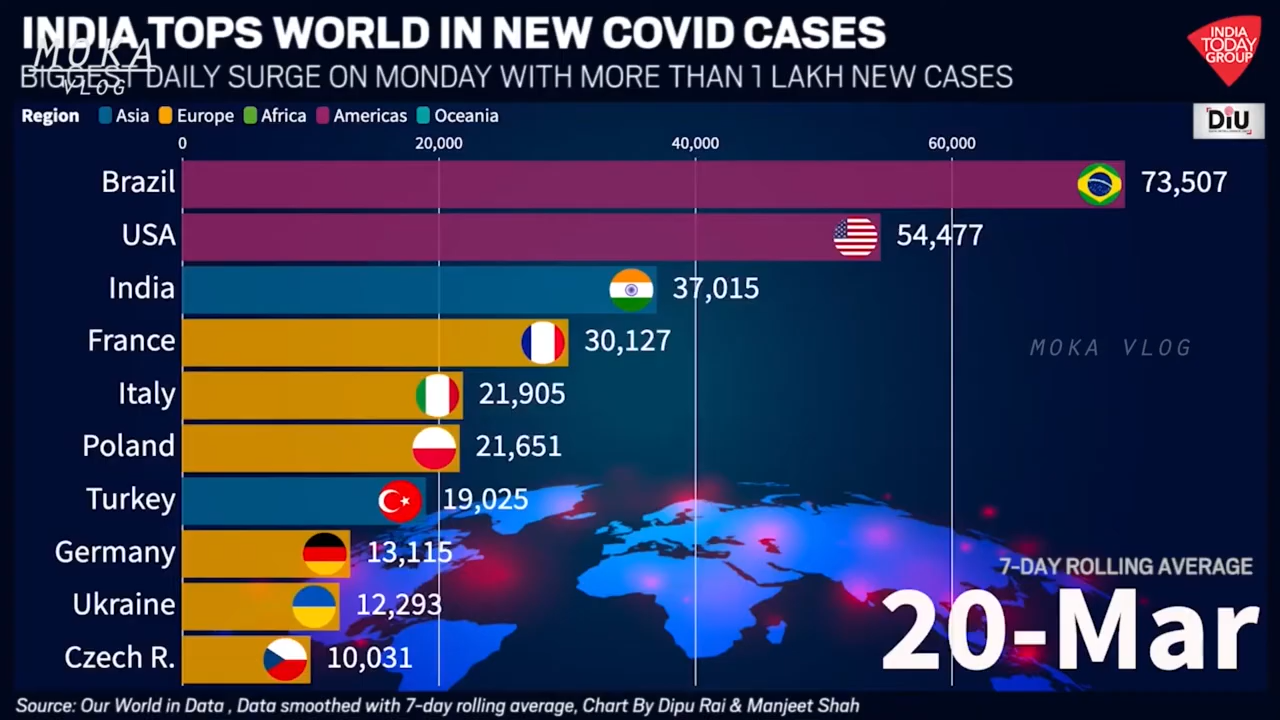 INDIA TOPS WORLD IN NEW COVID CASES
MOKA
VLOG
BIGGEST DAILY SURGE ON MONDAY WITH MORE THAN 1 LAKH NEW CASES
INDIA
TODAY
GROUP
Region Asia Europe Africa Americas Oceania
DiU
0 20,000 40,000 60,000
Brazil 73,507
USA 54,477
India 37,015
France 30,127
MOKA VLOG
Italy 21,905
Poland 21,651
Turkey 19,025
Germany 13,115
7-DAY ROLLING AVERAGE
Ukraine 12,293
20-Mar
Czech R. 10,031
Source: Our World in Data , Data smoothed with 7-day rolling average, Chart By Dipu Rai & Manjeet Shah